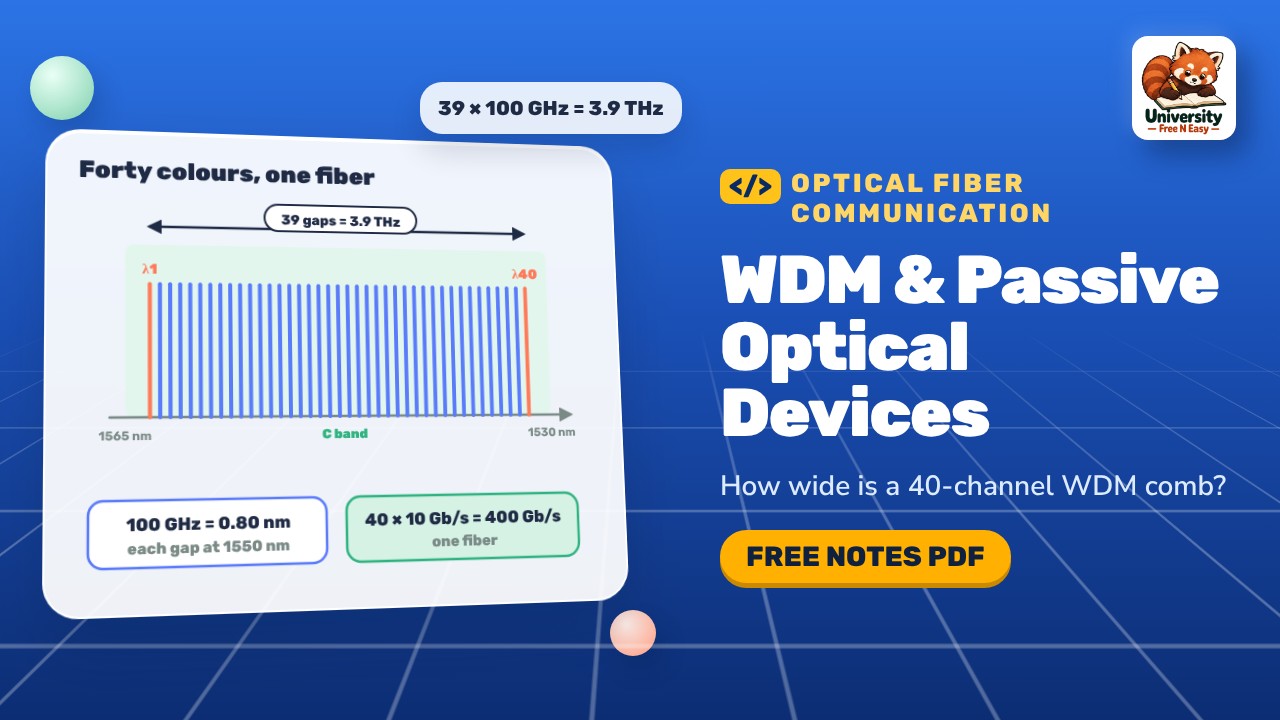 39 × 100 GHz = 3.9 THz
Forty colours, one fiber
39 gaps = 3.9 THz
λ1
λ40
1565 nm
C band
1530 nm
100 GHz = 0.80 nm
each gap at 1550 nm
40 × 10 Gb/s = 400 Gb/s
one fiber
University
Free N Easy
</>
OPTICAL FIBER
COMMUNICATION
WDM & Passive
Optical
Devices
How wide is a 40-channel WDM comb?
FREE NOTES PDF